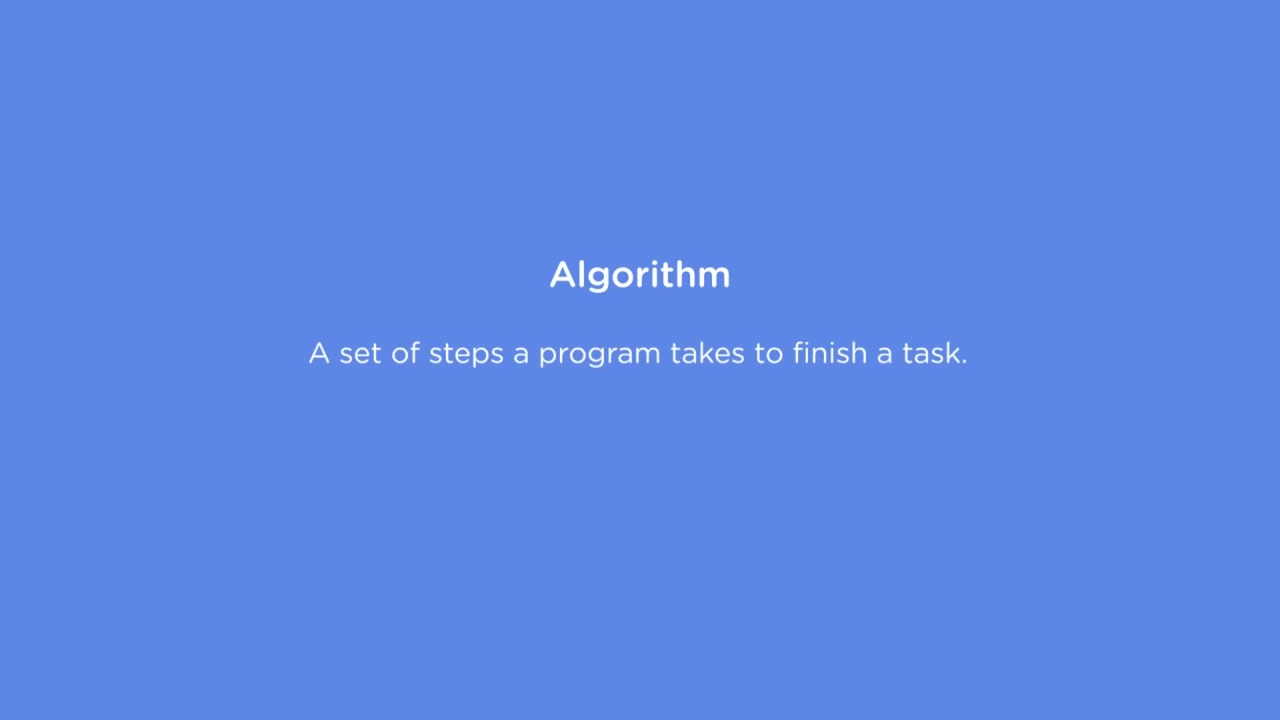 Algorithm
A set of steps a program takes to finish a task.